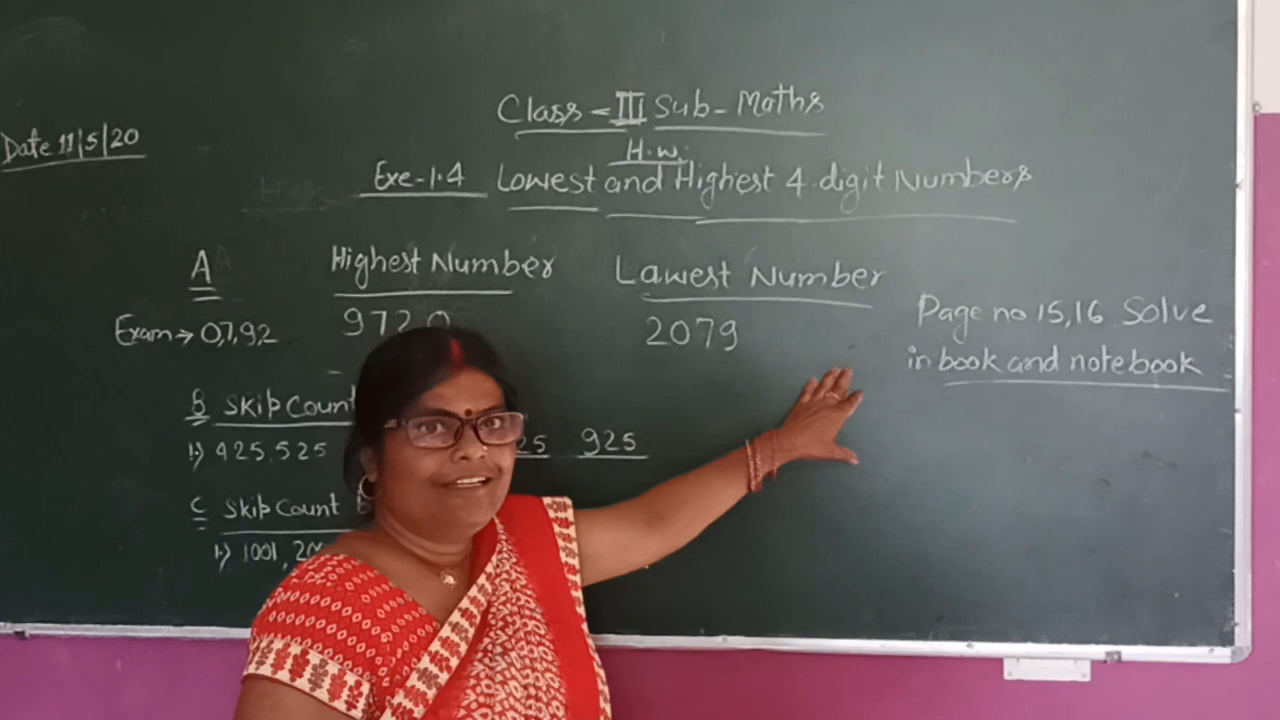 Date 11/5/20
Class - III Sub - Maths
H.W.
Exe-1.4 Lowest and Highest 4 digit Numbers
A Highest Number Lawest Number
Exam → 0,7,9,2 9720 2079
Page no 15,16 Solve
in book and notebook
B Skip Count
1.) 425, 525 25 925
C Skip Count
1.) 1001,